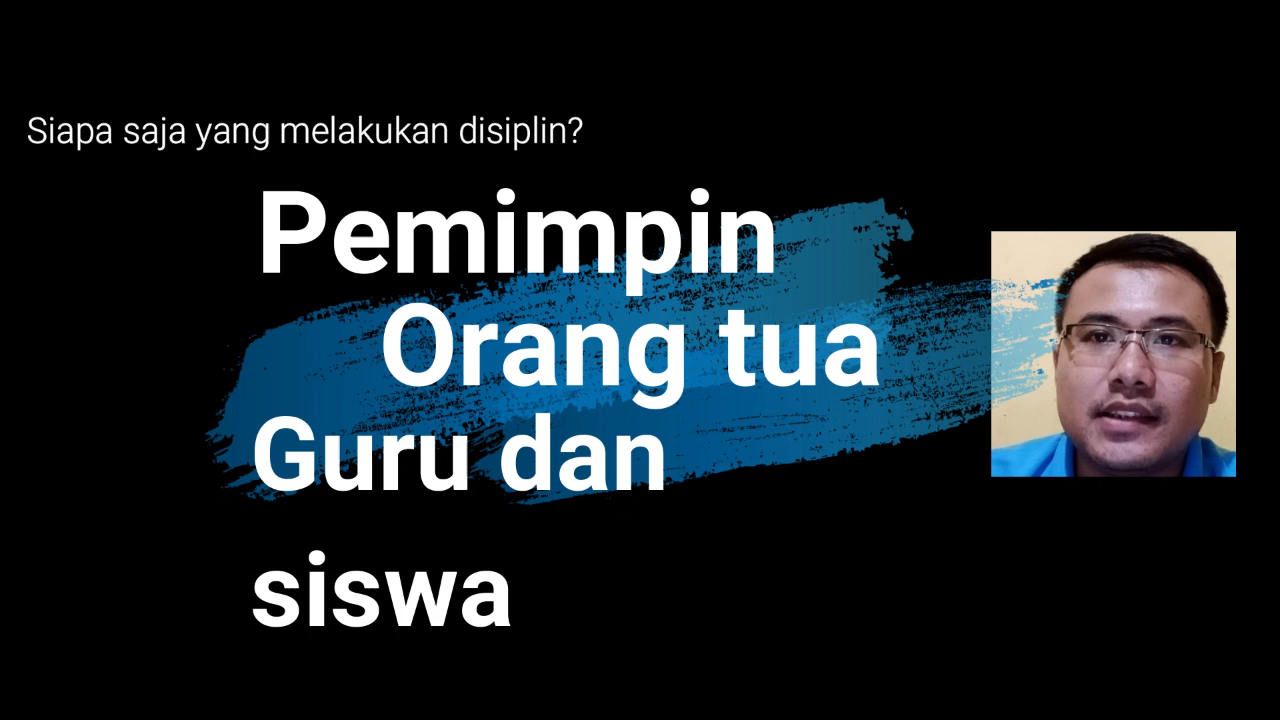 Siapa saja yang melakukan disiplin?
Pemimpin
Orang tua
Guru dan
siswa